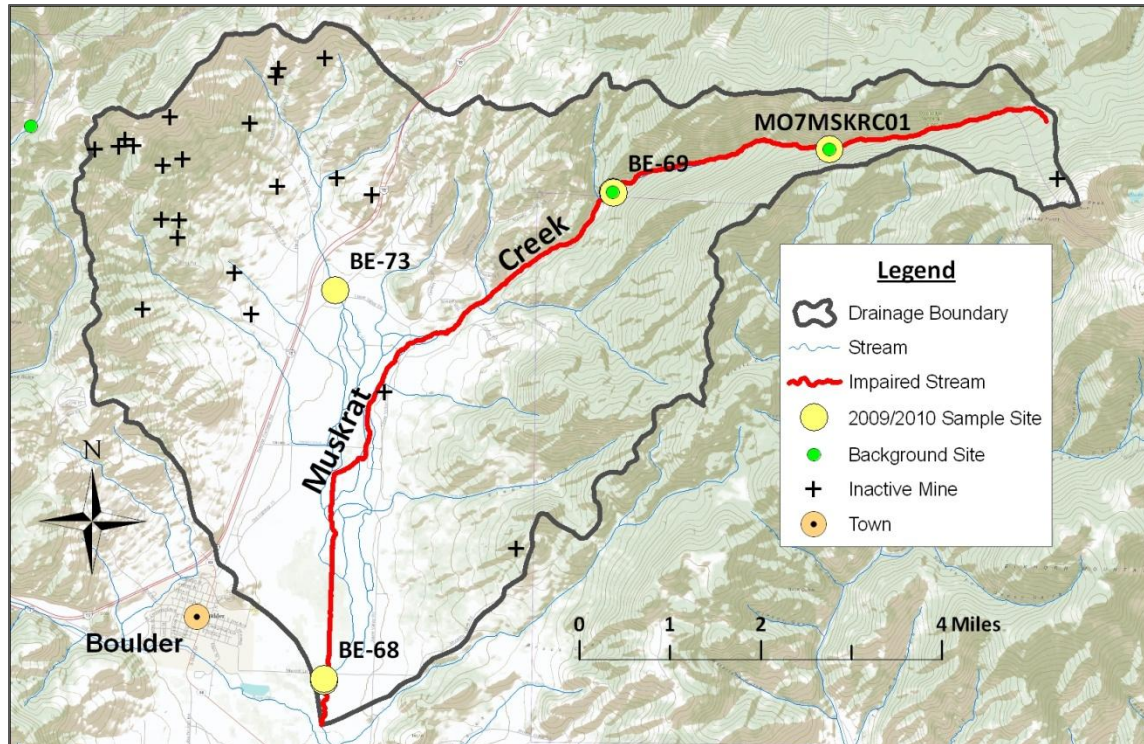 MO7MSKRC01
BE-69
Creek
BE-73
Muskrat
N
Boulder
BE-68
Legend
Drainage Boundary
Stream
Impaired Stream
2009/2010 Sample Site
Background Site
Inactive Mine
Town
0 1 2 4 Miles